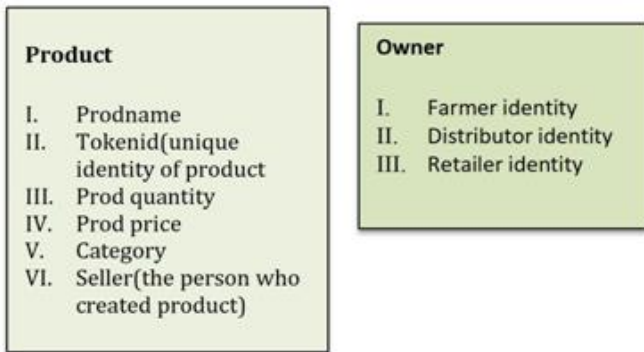 Product
I. Prodname
II. Tokenid(unique
identity of product
III. Prod quantity
IV. Prod price
V. Category
VI. Seller(the person who
created product)
Owner
I. Farmer identity
II. Distributor identity
III. Retailer identity